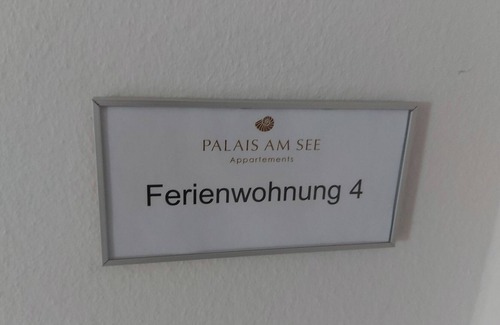 PALAIS AM SEE
Appartements
Ferienwohnung 4